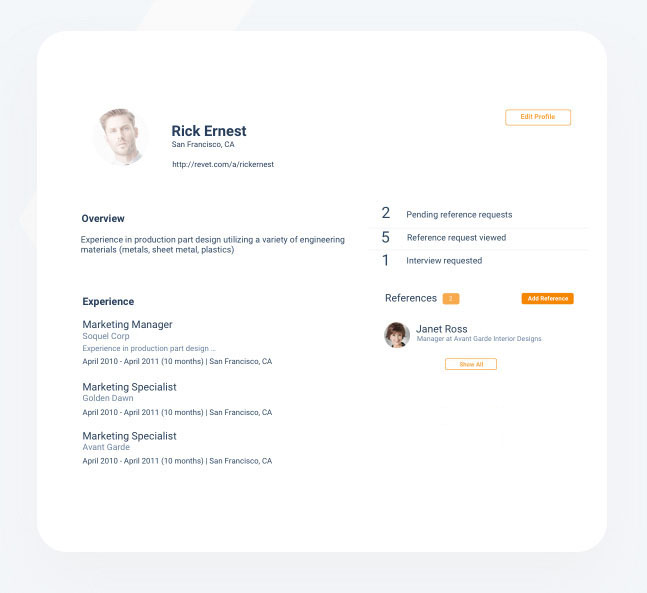 Rick Ernest
San Francisco, CA
http://revet.com/a/rickernest
Edit Profile
Overview
Experience in production part design utilizing a variety of engineering
materials (metals, sheet metal, plastics)
Experience
Marketing Manager
Soquel Corp
Experience in production part design ...
April 2010 - April 2011 (10 months) | San Francisco, CA
Marketing Specialist
Golden Dawn
April 2010 - April 2011 (10 months) | San Francisco, CA
Marketing Specialist
Avant Garde
April 2010 - April 2011 (10 months) | San Francisco, CA
2 Pending reference requests
5 Reference request viewed
1 Interview requested
References 1 Add Reference
Janet Ross
Manager at Avant Garde Interior Designs
Show All